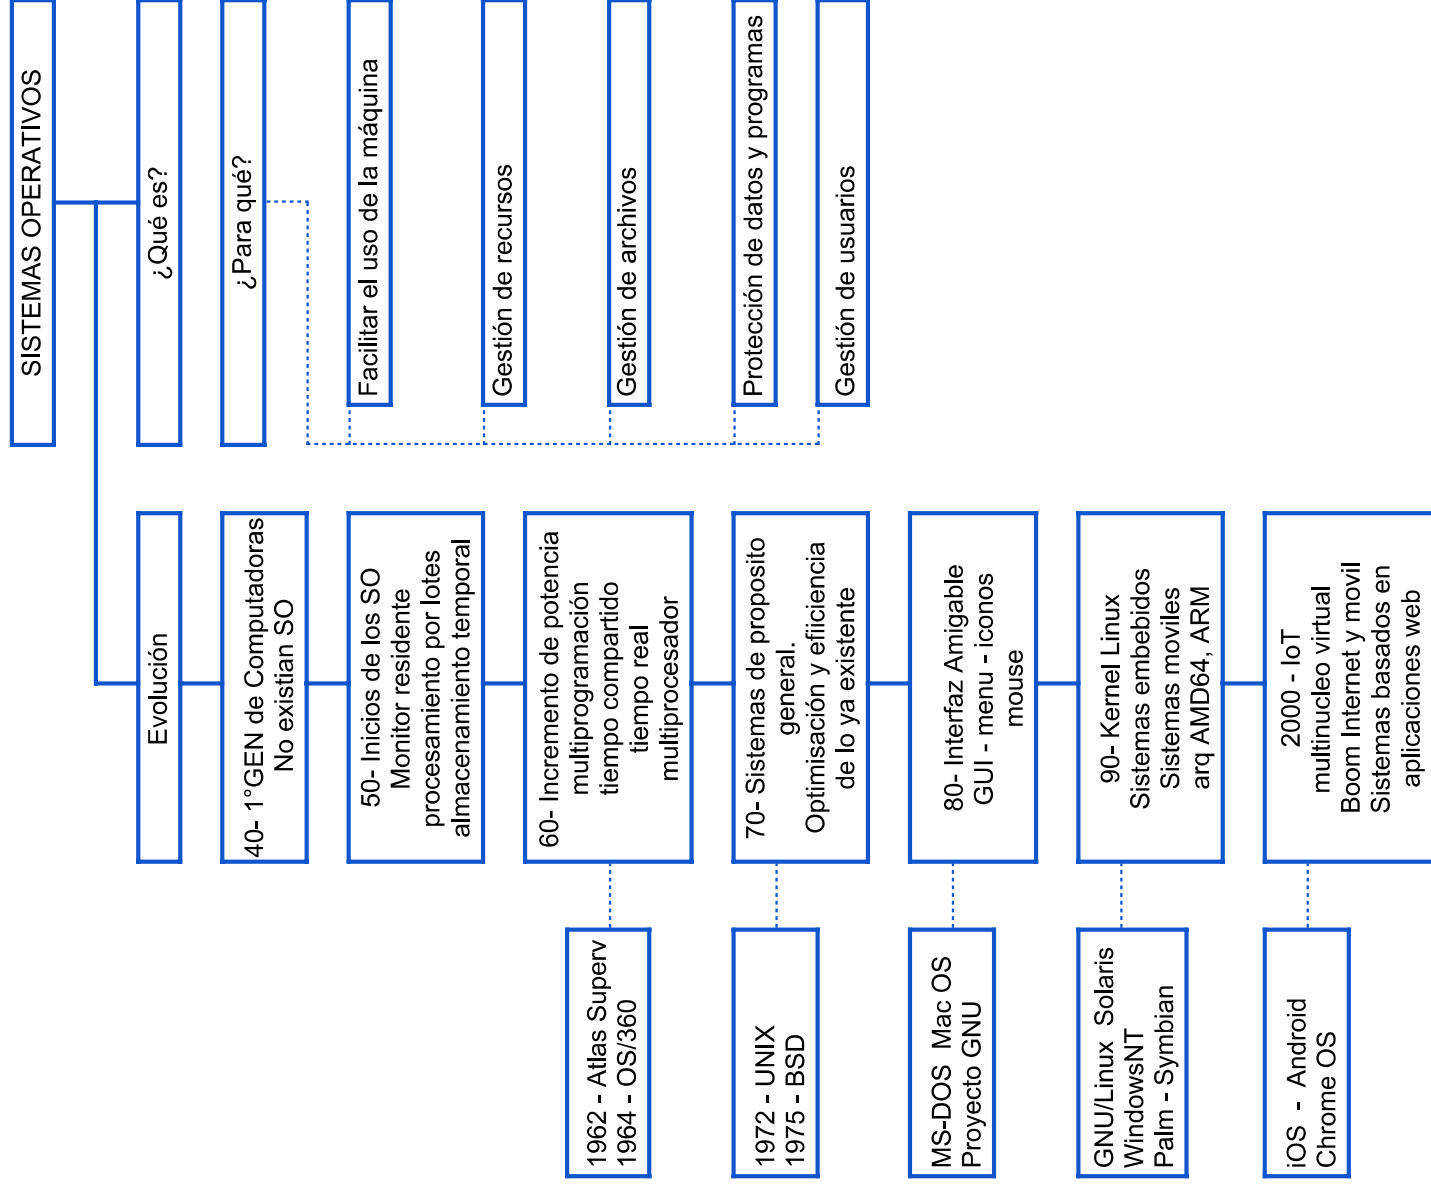 SISTEMAS OPERATIVOS
¿Qué es?
¿Para qué?
Facilitar el uso de la máquina
Gestión de recursos
Gestión de archivos
Protección de datos y programas
Gestión de usuarios
Evolución
40- 1°GEN de Computadoras
No existian SO
50- Inicios de los SO
Monitor residente
procesamiento por lotes
almacenamiento temporal
60- Incremento de potencia
multiprogramación
tiempo compartido
tiempo real
multiprocesador
70- Sistemas de proposito
general.
Optimisación y efiiciencia
de lo ya existente
80- Interfaz Amigable
GUI - menu - iconos
mouse
90- Kernel Linux
Sistemas embebidos
Sistemas moviles
arq AMD64, ARM
2000 - IoT
multinucleo virtual
Boom Internet y movil
Sistemas basados en
aplicaciones web
1962 - Atlas Superv
1964 - OS/360
1972 - UNIX
1975 - BSD
MS-DOS  Mac OS
Proyecto GNU
GNU/Linux  Solaris
WindowsNT
Palm - Symbian
iOS  -  Android
Chrome OS